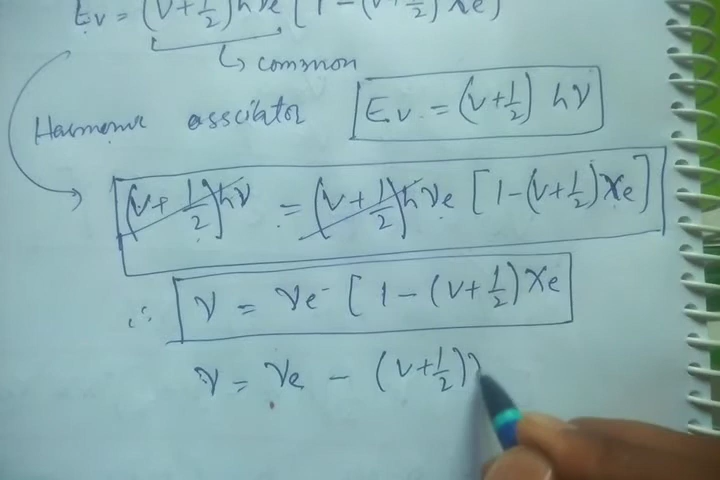 Ev = (v+1/2)hνe [1-(v+1/2)Xe]
↳ common
Harmonic osscilator Ev = (v+1/2) hν
(v+1/2)hν = (v+1/2)hνe [1-(v+1/2)Xe]
∴ ν = νe [1-(v+1/2)Xe
ν = νe - (v+1/2)ν